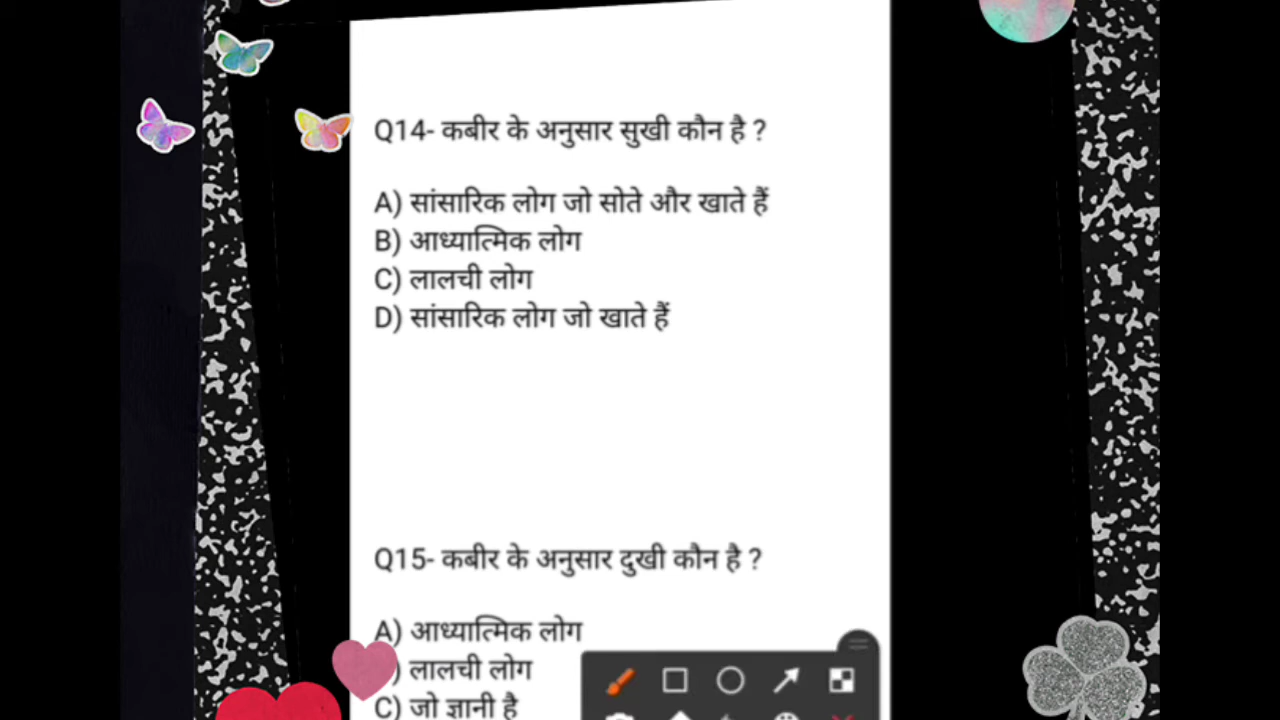 Q14- कबीर के अनुसार सुखी कौन है ?
A) सांसारिक लोग जो सोते और खाते हैं
B) आध्यात्मिक लोग
C) लालची लोग
D) सांसारिक लोग जो खाते हैं
Q15- कबीर के अनुसार दुखी कौन है ?
A) आध्यात्मिक लोग
) लालची लोग
C) जो ज्ञानी है